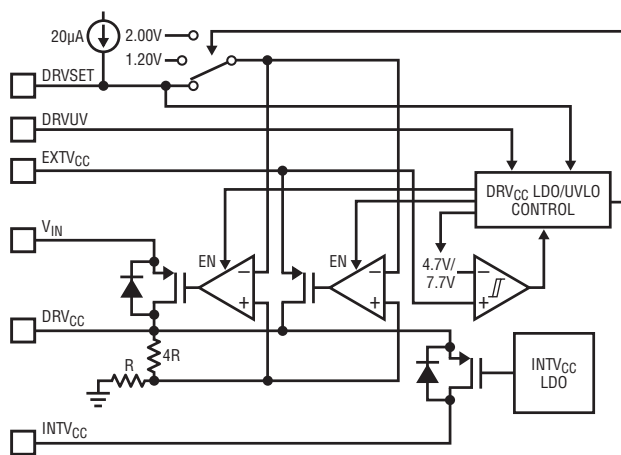 20µA
2.00V
1.20V
DRVSET
DRVUV
EXTVCC
DRVCC LDO/UVLO
CONTROL
VIN
EN
−
+
EN
−
+
4.7V/
7.7V
−
+
DRVCC
4R
R
INTVCC
LDO
INTVCC